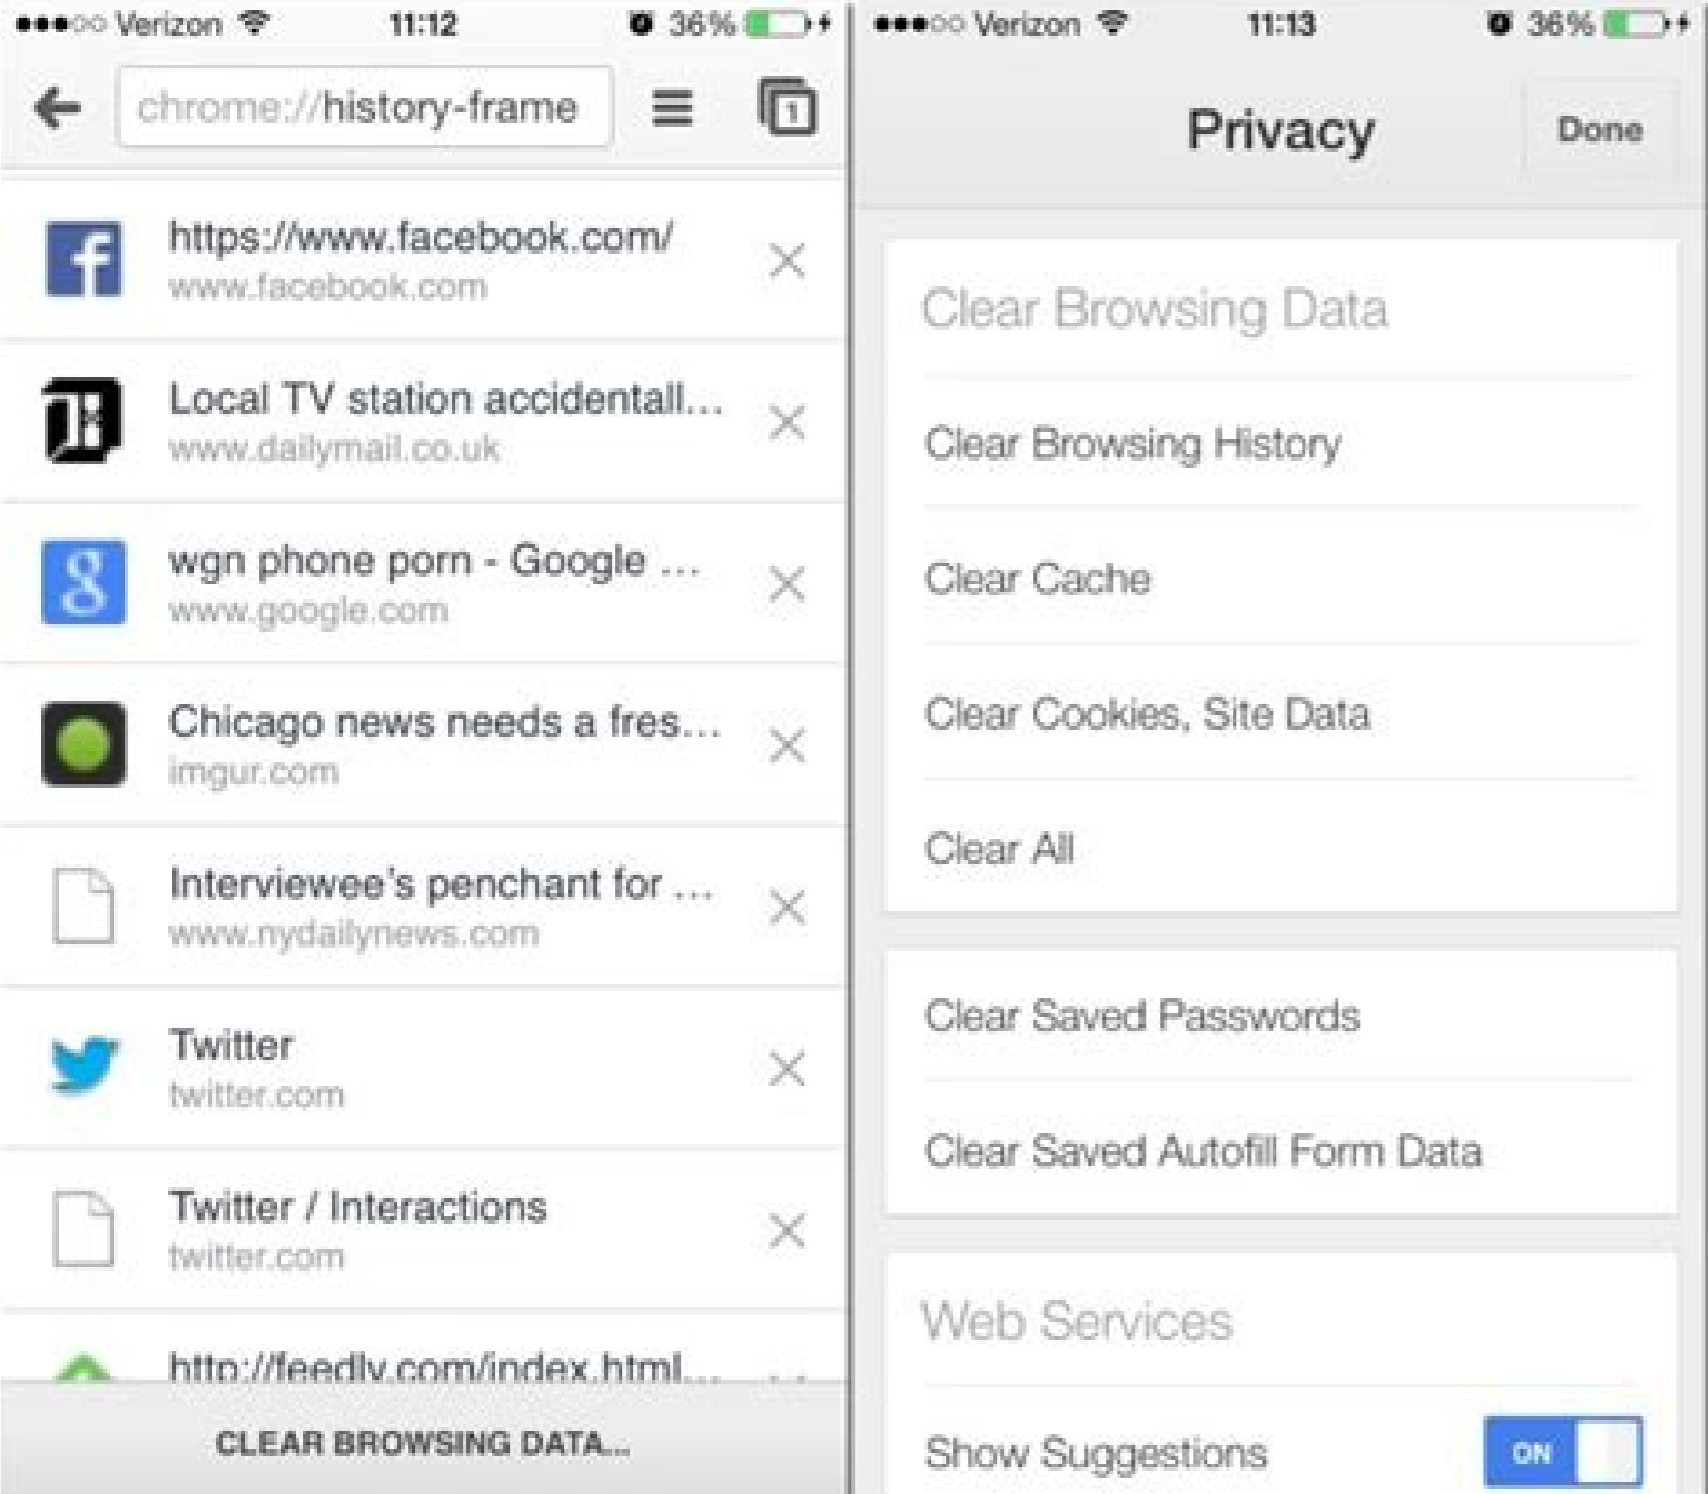 Verizon 11:12 36%
chrome://history-frame 1
https://www.facebook.com/
www.facebook.com
Local TV station accidentall...
www.dailymail.co.uk
wgn phone porn - Google ...
www.google.com
Chicago news needs a fres...
imgur.com
Interviewee's penchant for ...
www.nydailynews.com
Twitter
twitter.com
Twitter / Interactions
twitter.com
http://feedly.com/index.html...
CLEAR BROWSING DATA...
Verizon 11:13 36%
Privacy Done
Clear Browsing Data
Clear Browsing History
Clear Cache
Clear Cookies, Site Data
Clear All
Clear Saved Passwords
Clear Saved Autofill Form Data
Web Services
Show Suggestions ON